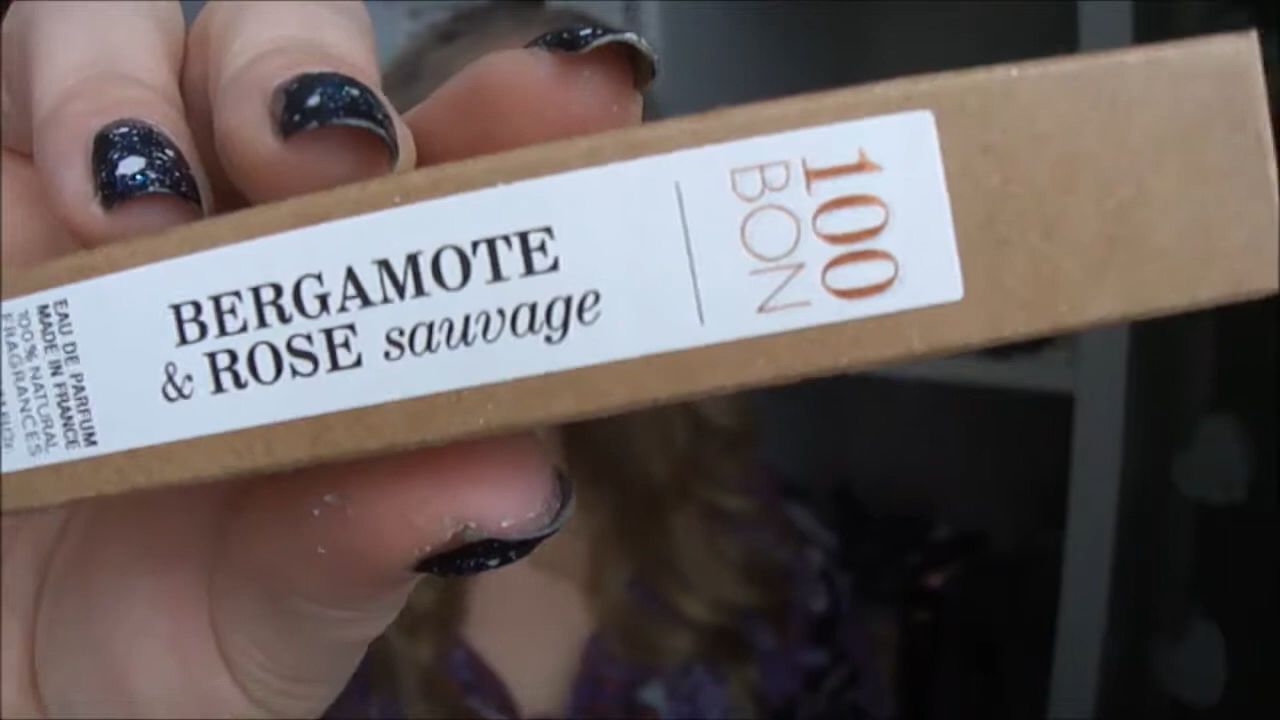 BERGAMOTE
& ROSE sauvage
100
BON
EAU DE PARFUM
MADE IN FRANCE
100% NATURAL
FRAGRANCES